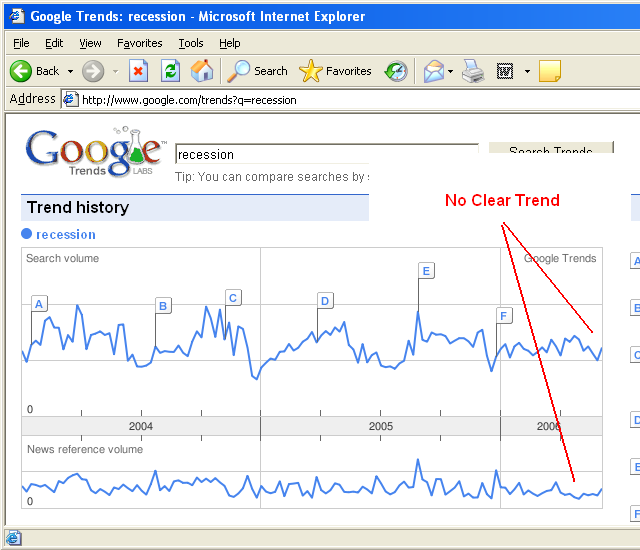 Google Trends: recession - Microsoft Internet Explorer
File Edit View Favorites Tools Help
Back Search Favorites W
Address http://www.google.com/trends?q=recession
Google™
Trends LABS
recession
Search Trends
Tip: You can compare searches by
Trend history
No Clear Trend
recession
Search volume
Google Trends
A
B
C
D
E
F
0
2004 2005 2006
News reference volume
0
A
B
C
D
E
F